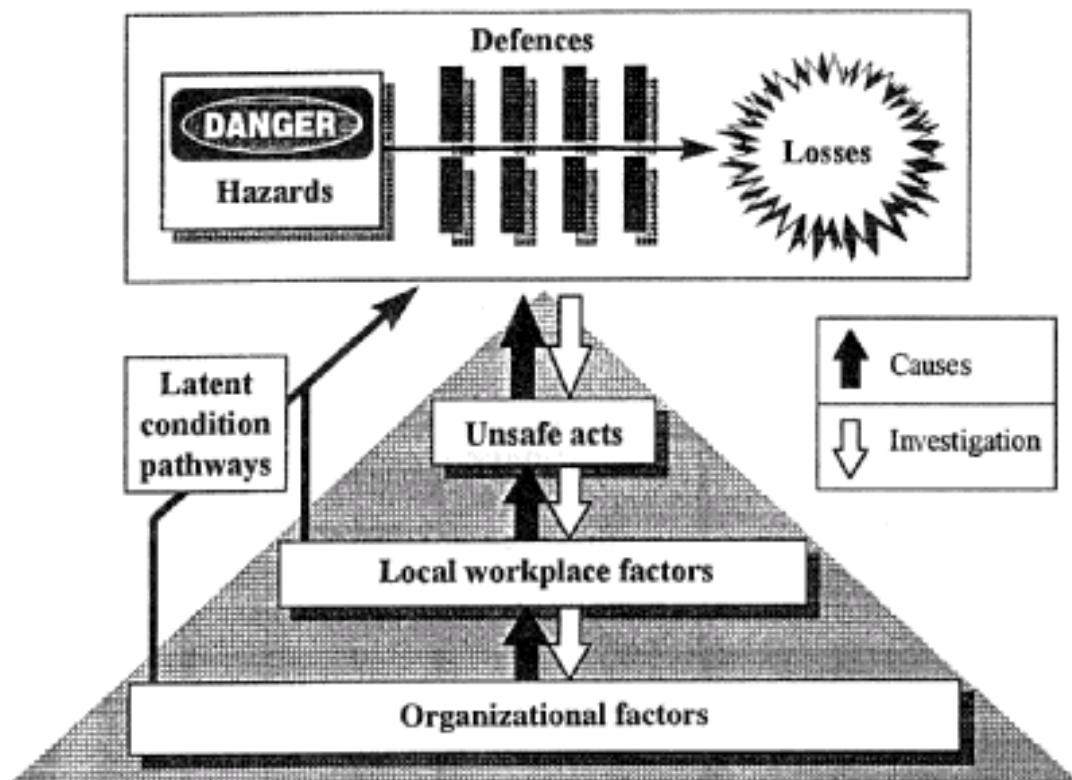 Defences
DANGER
Hazards
Losses
Latent
condition
pathways
Causes
Investigation
Unsafe acts
Local workplace factors
Organizational factors